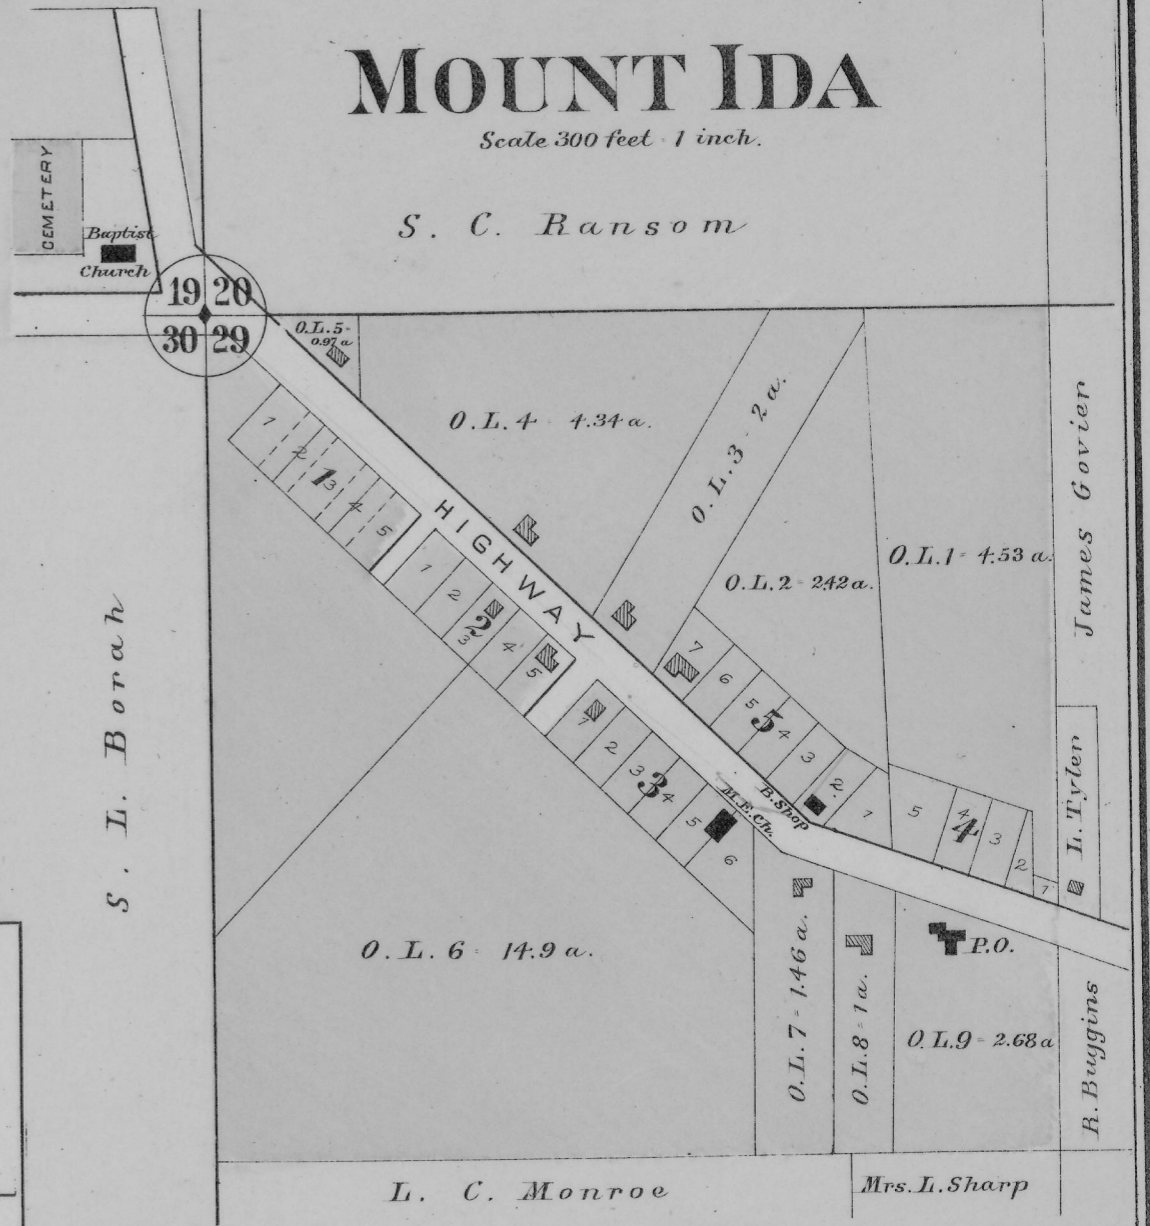 MOUNT IDA
Scale 300 feet 1 inch.
S. C. Ransom
CEMETERY
Baptist
Church
19 20
30 29
O.L.5=
0.97 a
O.L.4 4.34 a.
O.L.3= 2 a.
O.L.2= 2.42 a.
O.L.1= 4.53 a.
James Govier
HIGHWAY
S. L. Borah
1
1
2
3
4
5
2
1
2
3
4
5
3
1
2
3
4
5
6
5
7
6
5
4
3
2
1
4
5
4
3
2
1
B. Shop
M.E.Ch.
L. Tyler
P.O.
O.L.6= 14.9 a.
O.L.7= 1.46 a.
O.L.8= 1 a.
O.L.9= 2.68 a
R. Buggins
L. C. Monroe
Mrs. L. Sharp